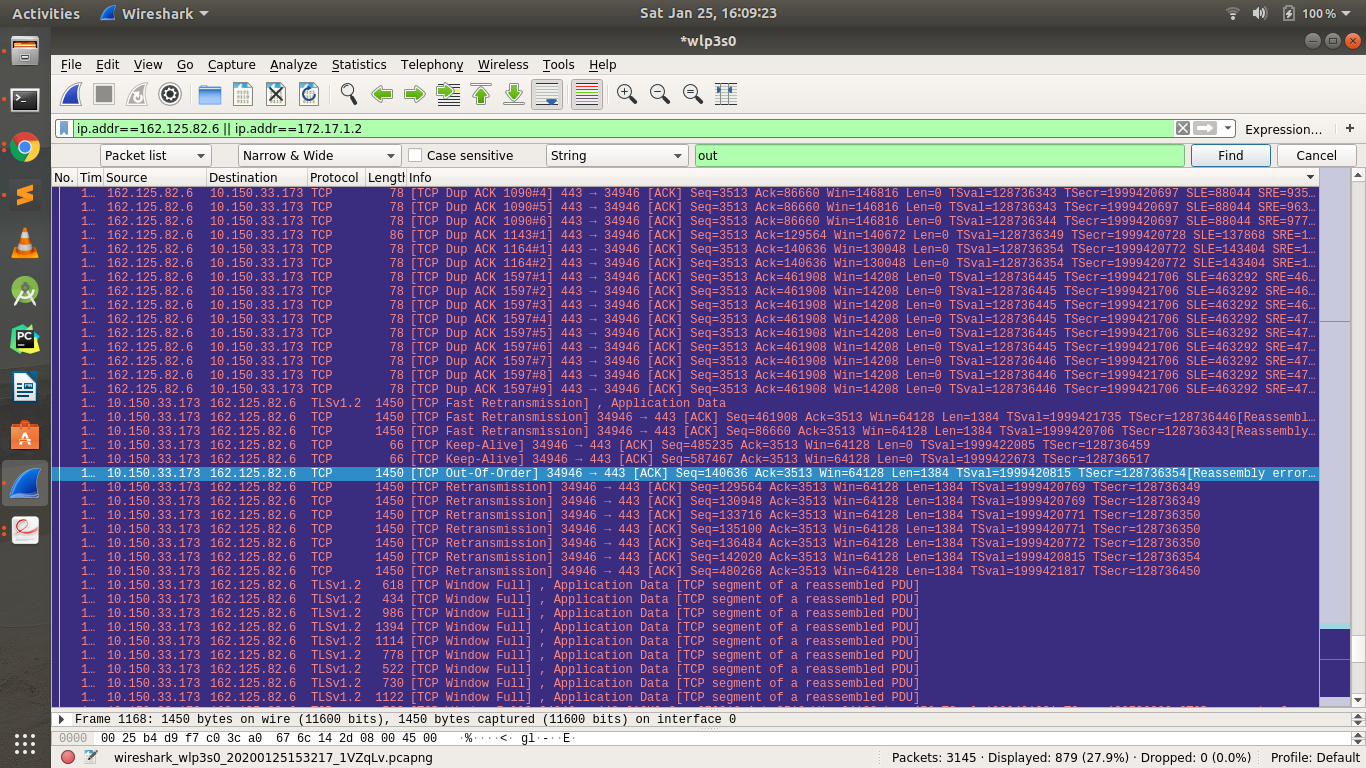 Activities Wireshark Sat Jan 25, 16:09:23 100 %
*wlp3s0
File Edit View Go Capture Analyze Statistics Telephony Wireless Tools Help
ip.addr==162.125.82.6 || ip.addr==172.17.1.2 Expression… +
Packet list Narrow & Wide Case sensitive String out Find Cancel
No. Tim Source Destination Protocol Length Info
1… 162.125.82.6 10.150.33.173 TCP 78 [TCP Dup ACK 1090#4] 443 → 34946 [ACK] Seq=3513 Ack=86660 Win=146816 Len=0 TSval=128736343 TSecr=1999420697 SLE=88044 SRE=935…
1… 162.125.82.6 10.150.33.173 TCP 78 [TCP Dup ACK 1090#5] 443 → 34946 [ACK] Seq=3513 Ack=86660 Win=146816 Len=0 TSval=128736343 TSecr=1999420697 SLE=88044 SRE=963…
1… 162.125.82.6 10.150.33.173 TCP 78 [TCP Dup ACK 1090#6] 443 → 34946 [ACK] Seq=3513 Ack=86660 Win=146816 Len=0 TSval=128736344 TSecr=1999420697 SLE=88044 SRE=977…
1… 162.125.82.6 10.150.33.173 TCP 86 [TCP Dup ACK 1143#1] 443 → 34946 [ACK] Seq=3513 Ack=129564 Win=140672 Len=0 TSval=128736349 TSecr=1999420728 SLE=137868 SRE=1…
1… 162.125.82.6 10.150.33.173 TCP 78 [TCP Dup ACK 1164#1] 443 → 34946 [ACK] Seq=3513 Ack=140636 Win=130048 Len=0 TSval=128736354 TSecr=1999420772 SLE=143404 SRE=1…
1… 162.125.82.6 10.150.33.173 TCP 78 [TCP Dup ACK 1164#2] 443 → 34946 [ACK] Seq=3513 Ack=140636 Win=130048 Len=0 TSval=128736354 TSecr=1999420772 SLE=143404 SRE=1…
1… 162.125.82.6 10.150.33.173 TCP 78 [TCP Dup ACK 1597#1] 443 → 34946 [ACK] Seq=3513 Ack=461908 Win=14208 Len=0 TSval=128736445 TSecr=1999421706 SLE=463292 SRE=46…
1… 162.125.82.6 10.150.33.173 TCP 78 [TCP Dup ACK 1597#2] 443 → 34946 [ACK] Seq=3513 Ack=461908 Win=14208 Len=0 TSval=128736445 TSecr=1999421706 SLE=463292 SRE=46…
1… 162.125.82.6 10.150.33.173 TCP 78 [TCP Dup ACK 1597#3] 443 → 34946 [ACK] Seq=3513 Ack=461908 Win=14208 Len=0 TSval=128736445 TSecr=1999421706 SLE=463292 SRE=46…
1… 162.125.82.6 10.150.33.173 TCP 78 [TCP Dup ACK 1597#4] 443 → 34946 [ACK] Seq=3513 Ack=461908 Win=14208 Len=0 TSval=128736445 TSecr=1999421706 SLE=463292 SRE=47…
1… 162.125.82.6 10.150.33.173 TCP 78 [TCP Dup ACK 1597#5] 443 → 34946 [ACK] Seq=3513 Ack=461908 Win=14208 Len=0 TSval=128736445 TSecr=1999421706 SLE=463292 SRE=47…
1… 162.125.82.6 10.150.33.173 TCP 78 [TCP Dup ACK 1597#6] 443 → 34946 [ACK] Seq=3513 Ack=461908 Win=14208 Len=0 TSval=128736446 TSecr=1999421706 SLE=463292 SRE=47…
1… 162.125.82.6 10.150.33.173 TCP 78 [TCP Dup ACK 1597#7] 443 → 34946 [ACK] Seq=3513 Ack=461908 Win=14208 Len=0 TSval=128736446 TSecr=1999421706 SLE=463292 SRE=47…
1… 162.125.82.6 10.150.33.173 TCP 78 [TCP Dup ACK 1597#8] 443 → 34946 [ACK] Seq=3513 Ack=461908 Win=14208 Len=0 TSval=128736446 TSecr=1999421706 SLE=463292 SRE=47…
1… 162.125.82.6 10.150.33.173 TCP 78 [TCP Dup ACK 1597#9] 443 → 34946 [ACK] Seq=3513 Ack=461908 Win=14208 Len=0 TSval=128736446 TSecr=1999421706 SLE=463292 SRE=47…
1… 10.150.33.173 162.125.82.6 TLSv1.2 1450 [TCP Fast Retransmission] , Application Data
1… 10.150.33.173 162.125.82.6 TCP 1450 [TCP Fast Retransmission] 34946 → 443 [ACK] Seq=461908 Ack=3513 Win=64128 Len=1384 TSval=1999421735 TSecr=128736446[Reassembl…
1… 10.150.33.173 162.125.82.6 TCP 1450 [TCP Fast Retransmission] 34946 → 443 [ACK] Seq=86660 Ack=3513 Win=64128 Len=1384 TSval=1999420706 TSecr=128736343[Reassembly…
1… 10.150.33.173 162.125.82.6 TCP 66 [TCP Keep-Alive] 34946 → 443 [ACK] Seq=485235 Ack=3513 Win=64128 Len=0 TSval=1999422085 TSecr=128736459
1… 10.150.33.173 162.125.82.6 TCP 66 [TCP Keep-Alive] 34946 → 443 [ACK] Seq=587467 Ack=3513 Win=64128 Len=0 TSval=1999422673 TSecr=128736517
1… 10.150.33.173 162.125.82.6 TCP 1450 [TCP Out-Of-Order] 34946 → 443 [ACK] Seq=140636 Ack=3513 Win=64128 Len=1384 TSval=1999420815 TSecr=128736354[Reassembly error…
1… 10.150.33.173 162.125.82.6 TCP 1450 [TCP Retransmission] 34946 → 443 [ACK] Seq=129564 Ack=3513 Win=64128 Len=1384 TSval=1999420769 TSecr=128736349
1… 10.150.33.173 162.125.82.6 TCP 1450 [TCP Retransmission] 34946 → 443 [ACK] Seq=130948 Ack=3513 Win=64128 Len=1384 TSval=1999420769 TSecr=128736349
1… 10.150.33.173 162.125.82.6 TCP 1450 [TCP Retransmission] 34946 → 443 [ACK] Seq=133716 Ack=3513 Win=64128 Len=1384 TSval=1999420771 TSecr=128736350
1… 10.150.33.173 162.125.82.6 TCP 1450 [TCP Retransmission] 34946 → 443 [ACK] Seq=135100 Ack=3513 Win=64128 Len=1384 TSval=1999420771 TSecr=128736350
1… 10.150.33.173 162.125.82.6 TCP 1450 [TCP Retransmission] 34946 → 443 [ACK] Seq=136484 Ack=3513 Win=64128 Len=1384 TSval=1999420772 TSecr=128736350
1… 10.150.33.173 162.125.82.6 TCP 1450 [TCP Retransmission] 34946 → 443 [ACK] Seq=142020 Ack=3513 Win=64128 Len=1384 TSval=1999420815 TSecr=128736354
1… 10.150.33.173 162.125.82.6 TCP 1450 [TCP Retransmission] 34946 → 443 [ACK] Seq=480268 Ack=3513 Win=64128 Len=1384 TSval=1999421817 TSecr=128736450
1… 10.150.33.173 162.125.82.6 TLSv1.2 618 [TCP Window Full] , Application Data [TCP segment of a reassembled PDU]
1… 10.150.33.173 162.125.82.6 TLSv1.2 434 [TCP Window Full] , Application Data [TCP segment of a reassembled PDU]
1… 10.150.33.173 162.125.82.6 TLSv1.2 986 [TCP Window Full] , Application Data [TCP segment of a reassembled PDU]
1… 10.150.33.173 162.125.82.6 TLSv1.2 1394 [TCP Window Full] , Application Data [TCP segment of a reassembled PDU]
1… 10.150.33.173 162.125.82.6 TLSv1.2 1114 [TCP Window Full] , Application Data [TCP segment of a reassembled PDU]
1… 10.150.33.173 162.125.82.6 TLSv1.2 778 [TCP Window Full] , Application Data [TCP segment of a reassembled PDU]
1… 10.150.33.173 162.125.82.6 TLSv1.2 522 [TCP Window Full] , Application Data [TCP segment of a reassembled PDU]
1… 10.150.33.173 162.125.82.6 TLSv1.2 730 [TCP Window Full] , Application Data [TCP segment of a reassembled PDU]
1… 10.150.33.173 162.125.82.6 TLSv1.2 1122 [TCP Window Full] , Application Data [TCP segment of a reassembled PDU]
Frame 1168: 1450 bytes on wire (11600 bits), 1450 bytes captured (11600 bits) on interface 0
0000 00 25 b4 d9 f7 c0 3c a0 67 6c 14 2d 08 00 45 00 ·%····<· gl·-··E·
wireshark_wlp3s0_20200125153217_1VZqLv.pcapng Packets: 3145 · Displayed: 879 (27.9%) · Dropped: 0 (0.0%) Profile: Default